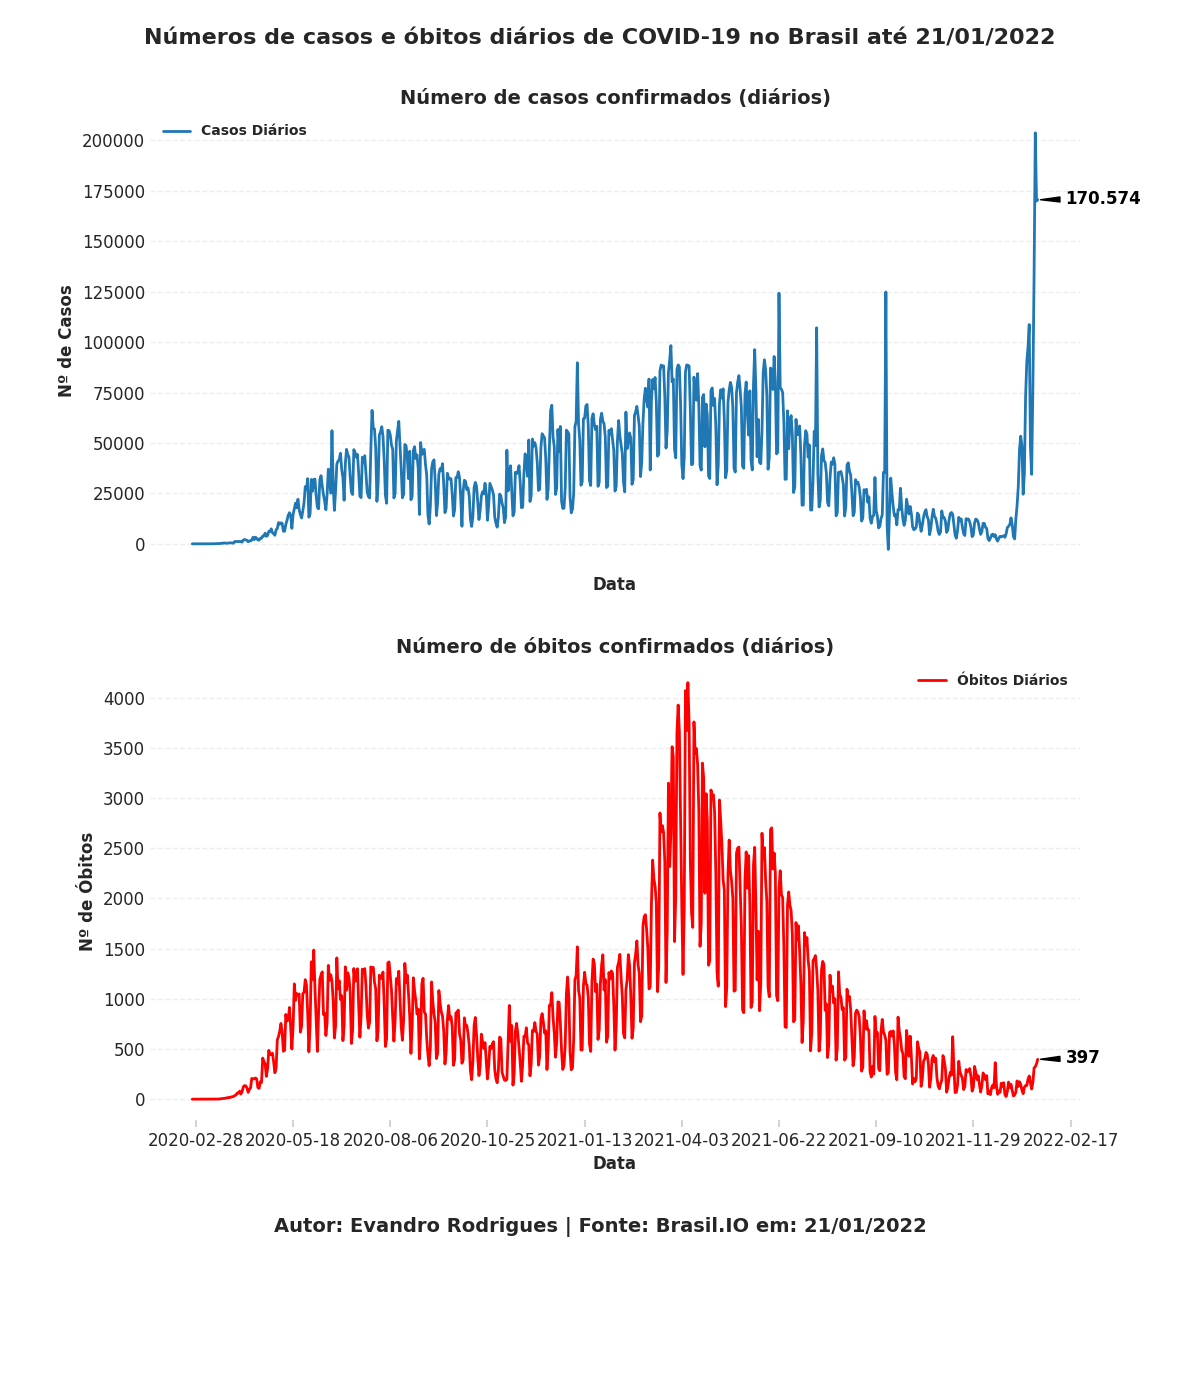 Números de casos e óbitos diários de COVID-19 no Brasil até 21/01/2022
Número de casos confirmados (diários)
Casos Diários
200000
175000
150000
125000
100000
75000
50000
25000
0
Nº de Casos
170.574
Data
Número de óbitos confirmados (diários)
Óbitos Diários
4000
3500
3000
2500
2000
1500
1000
500
0
Nº de Óbitos
397
2020-02-28 2020-05-18 2020-08-06 2020-10-25 2021-01-13 2021-04-03 2021-06-22 2021-09-10 2021-11-29 2022-02-17
Data
Autor: Evandro Rodrigues | Fonte: Brasil.IO em: 21/01/2022